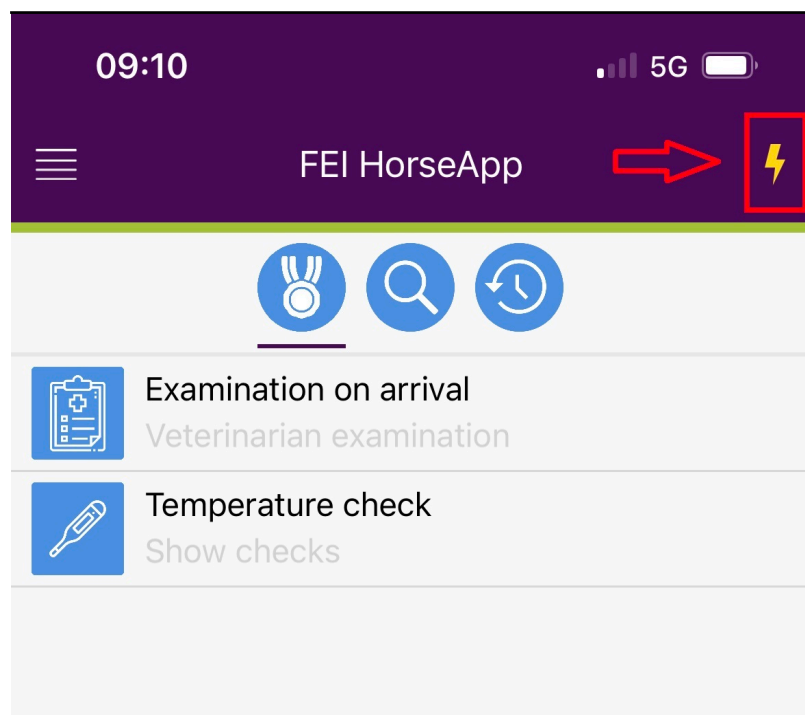 09:10 5G
FEI HorseApp
Examination on arrival
Veterinarian examination
Temperature check
Show checks